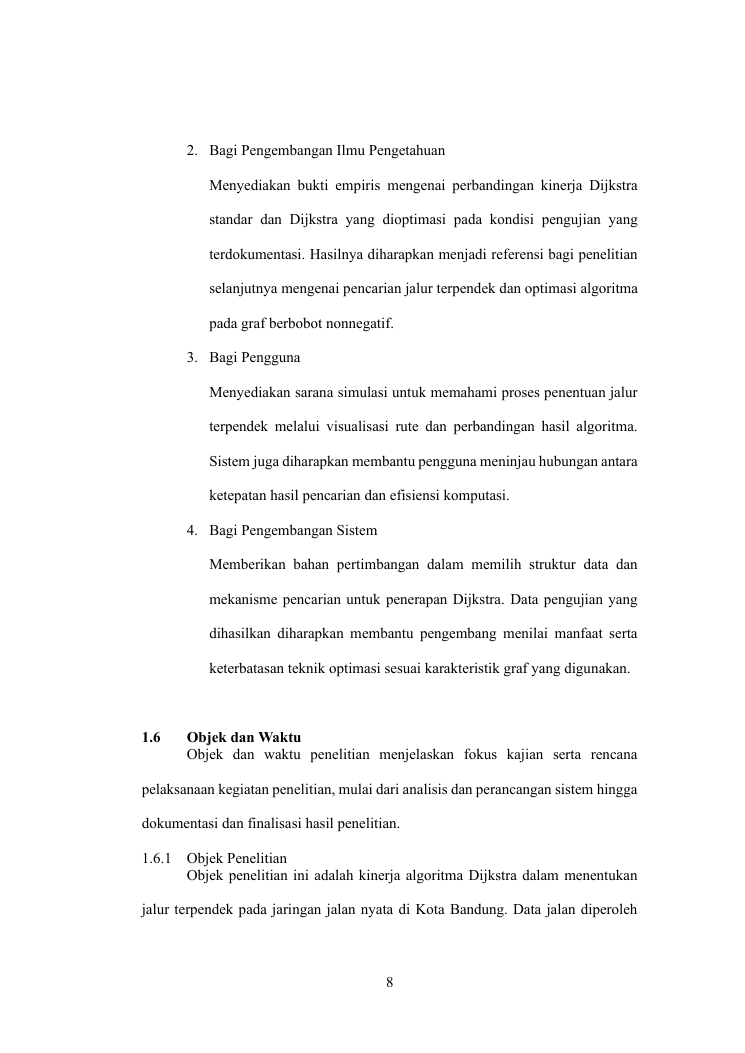 2. Bagi Pengembangan Ilmu Pengetahuan
Menyediakan bukti empiris mengenai perbandingan kinerja Dijkstra
standar dan Dijkstra yang dioptimasi pada kondisi pengujian yang
terdokumentasi. Hasilnya diharapkan menjadi referensi bagi penelitian
selanjutnya mengenai pencarian jalur terpendek dan optimasi algoritma
pada graf berbobot nonnegatif.
3. Bagi Pengguna
Menyediakan sarana simulasi untuk memahami proses penentuan jalur
terpendek melalui visualisasi rute dan perbandingan hasil algoritma.
Sistem juga diharapkan membantu pengguna meninjau hubungan antara
ketepatan hasil pencarian dan efisiensi komputasi.
4. Bagi Pengembangan Sistem
Memberikan bahan pertimbangan dalam memilih struktur data dan
mekanisme pencarian untuk penerapan Dijkstra. Data pengujian yang
dihasilkan diharapkan membantu pengembang menilai manfaat serta
keterbatasan teknik optimasi sesuai karakteristik graf yang digunakan.
1.6 Objek dan Waktu
Objek dan waktu penelitian menjelaskan fokus kajian serta rencana
pelaksanaan kegiatan penelitian, mulai dari analisis dan perancangan sistem hingga
dokumentasi dan finalisasi hasil penelitian.
1.6.1 Objek Penelitian
Objek penelitian ini adalah kinerja algoritma Dijkstra dalam menentukan
jalur terpendek pada jaringan jalan nyata di Kota Bandung. Data jalan diperoleh
8